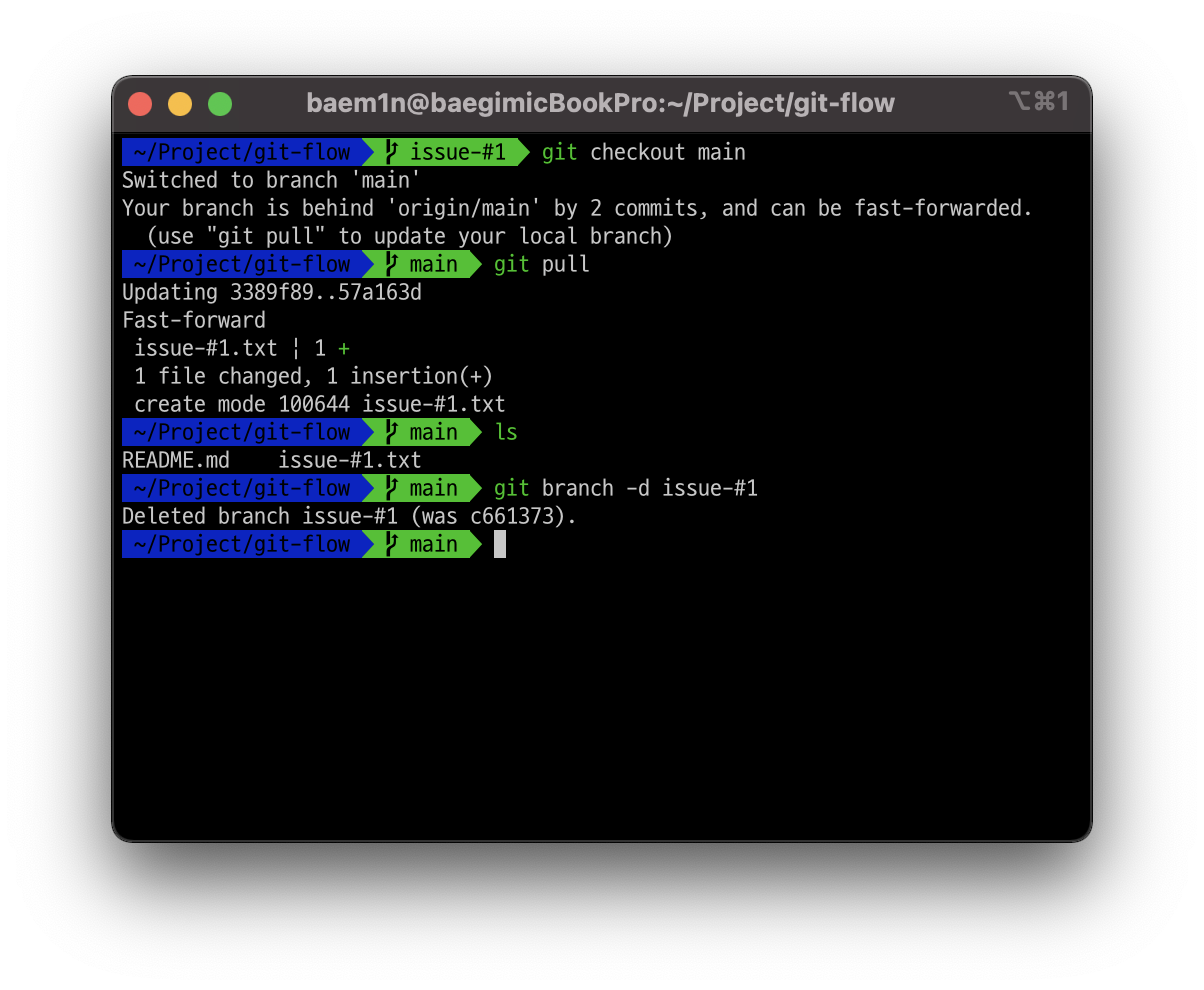 baem1n@baegimicBookPro:~/Project/git-flow ⌥⌘1
~/Project/git-flow issue-#1 git checkout main
Switched to branch 'main'
Your branch is behind 'origin/main' by 2 commits, and can be fast-forwarded.
  (use "git pull" to update your local branch)
~/Project/git-flow main git pull
Updating 3389f89..57a163d
Fast-forward
 issue-#1.txt ¦ 1 +
 1 file changed, 1 insertion(+)
 create mode 100644 issue-#1.txt
~/Project/git-flow main ls
README.md    issue-#1.txt
~/Project/git-flow main git branch -d issue-#1
Deleted branch issue-#1 (was c661373).
~/Project/git-flow main